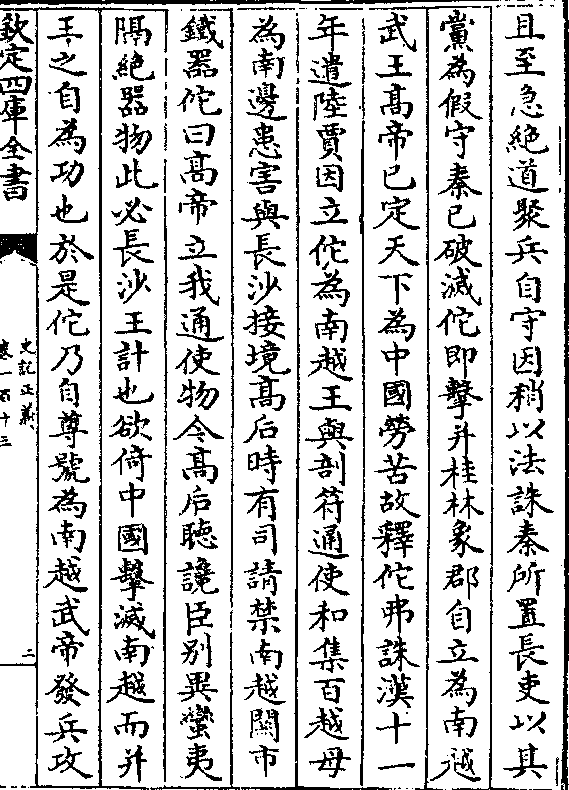 且至急絶道聚兵自守因稍以法誅秦所置長吏以其
黨為假守秦已破滅佗即擊并桂林象郡自立為南越
武王髙帝已定天下為中國勞苦故釋佗弗誅漢十一
年遣陸賈因立佗為南越王與剖符通使和集百越毋
為南邊患害與長沙接境髙后時有司請禁南越關市
鐵器佗曰髙帝立我通使物今髙后聽讒臣别異蠻夷
隔絶器物此必長沙王計也欲倚中國擊滅南越而并
王之自為功也於是佗乃自尊號為南越武帝發兵攻
欽定四庫全書
史記正義
卷一百十三
二